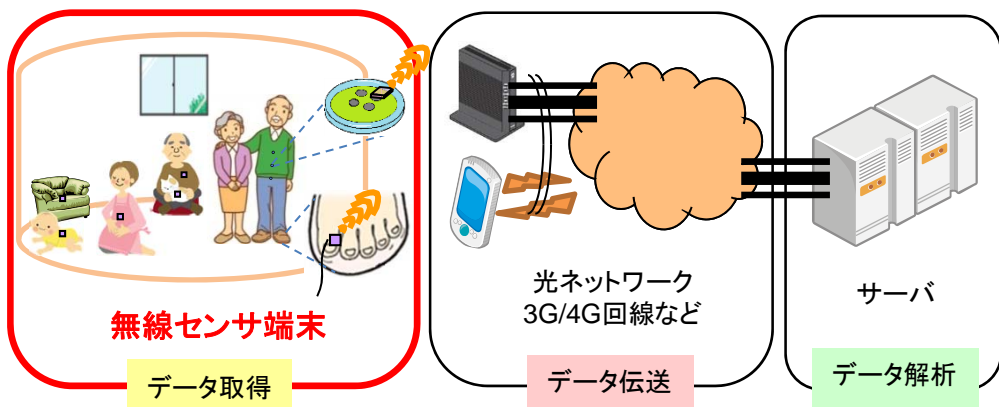 無線センサ端末
データ取得
光ネットワーク
3G/4G回線など
データ伝送
サーバ
データ解析